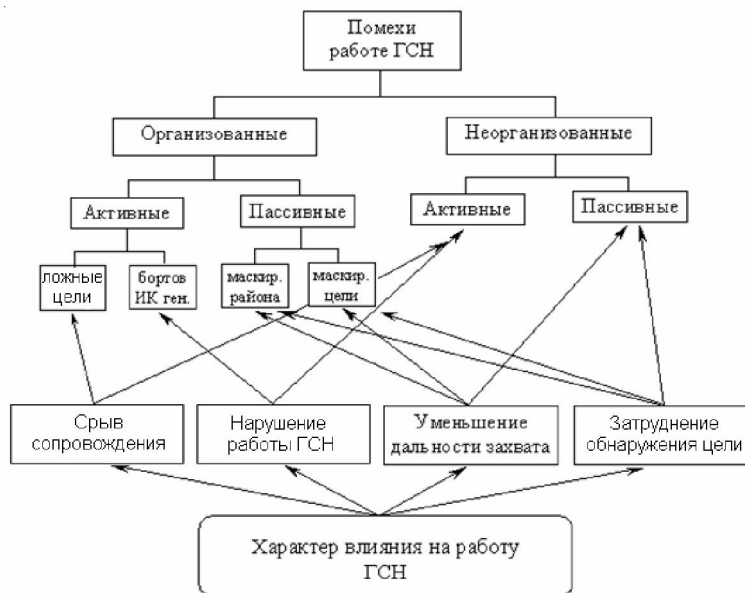 Помехи
работе ГСН
Организованные
Неорганизованные
Активные
Пассивные
Активные
Пассивные
ложные
цели
бортов
ИК ген.
маскир.
района
маскир.
цели
Срыв
сопровождения
Нарушение
работы ГСН
Уменьшение
дальности захвата
Затруднение
обнаружения цели
Характер влияния на работу
ГСН